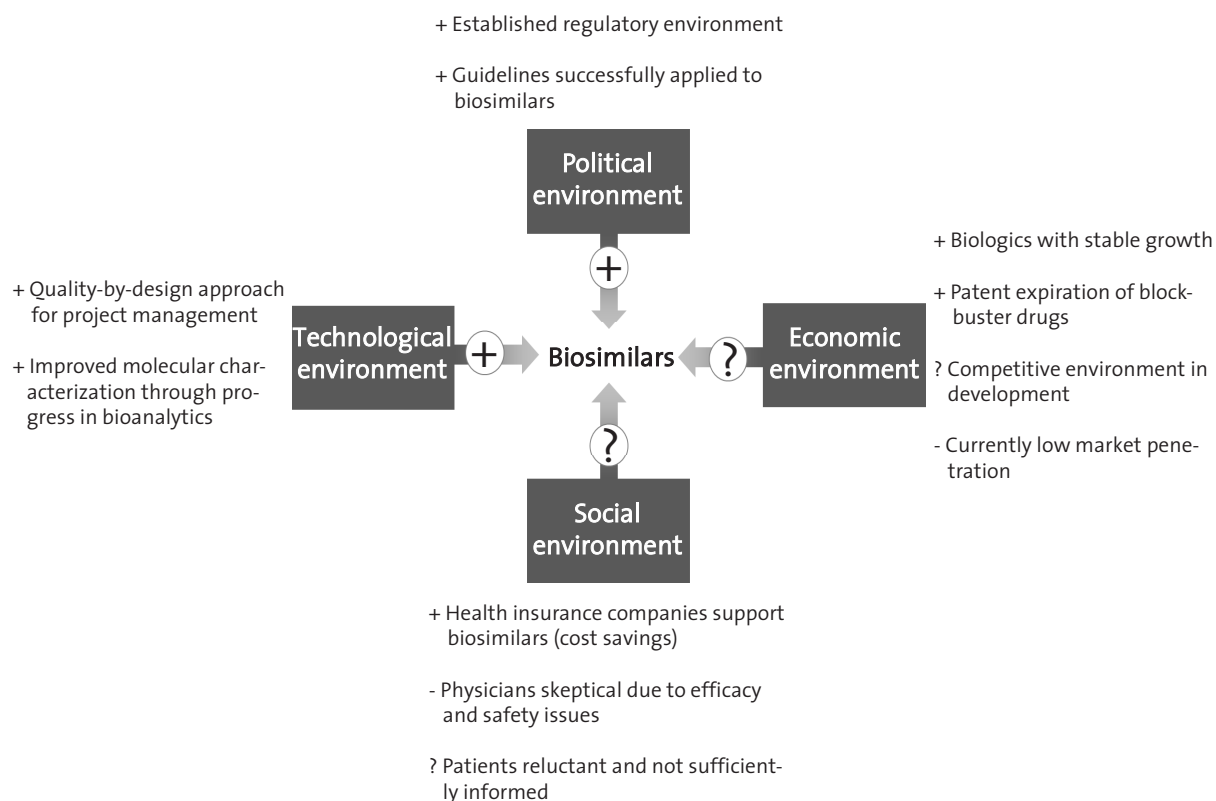 + Established regulatory environment
+ Guidelines successfully applied to
biosimilars
Political
environment
+
+ Quality-by-design approach
for project management
+ Improved molecular char-
acterization through pro-
gress in bioanalytics
Technological
environment
+
Biosimilars
?
Economic
environment
+ Biologics with stable growth
+ Patent expiration of block-
buster drugs
? Competitive environment in
development
- Currently low market pene-
tration
?
Social
environment
+ Health insurance companies support
biosimilars (cost savings)
- Physicians skeptical due to efficacy
and safety issues
? Patients reluctant and not sufficient-
ly informed